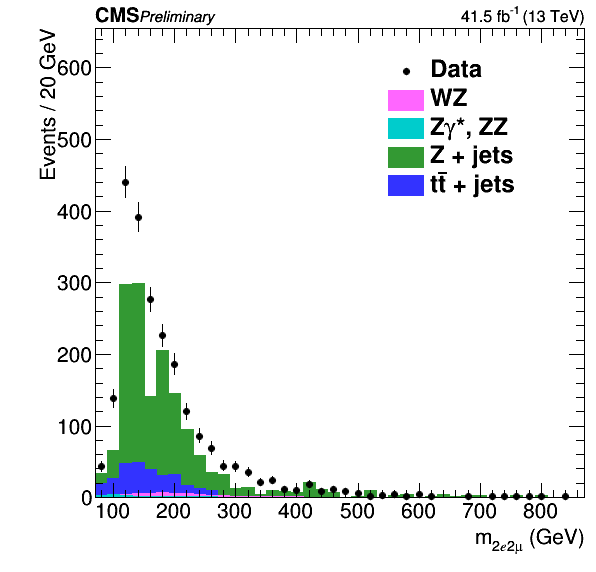 CMS Preliminary 41.5 fb⁻¹ (13 TeV)
Events / 20 GeV
Data
WZ
Zγ*, ZZ
Z + jets
tt̄ + jets
600
500
400
300
200
100
0
100 200 300 400 500 600 700 800
m₂ₑ₂μ (GeV)